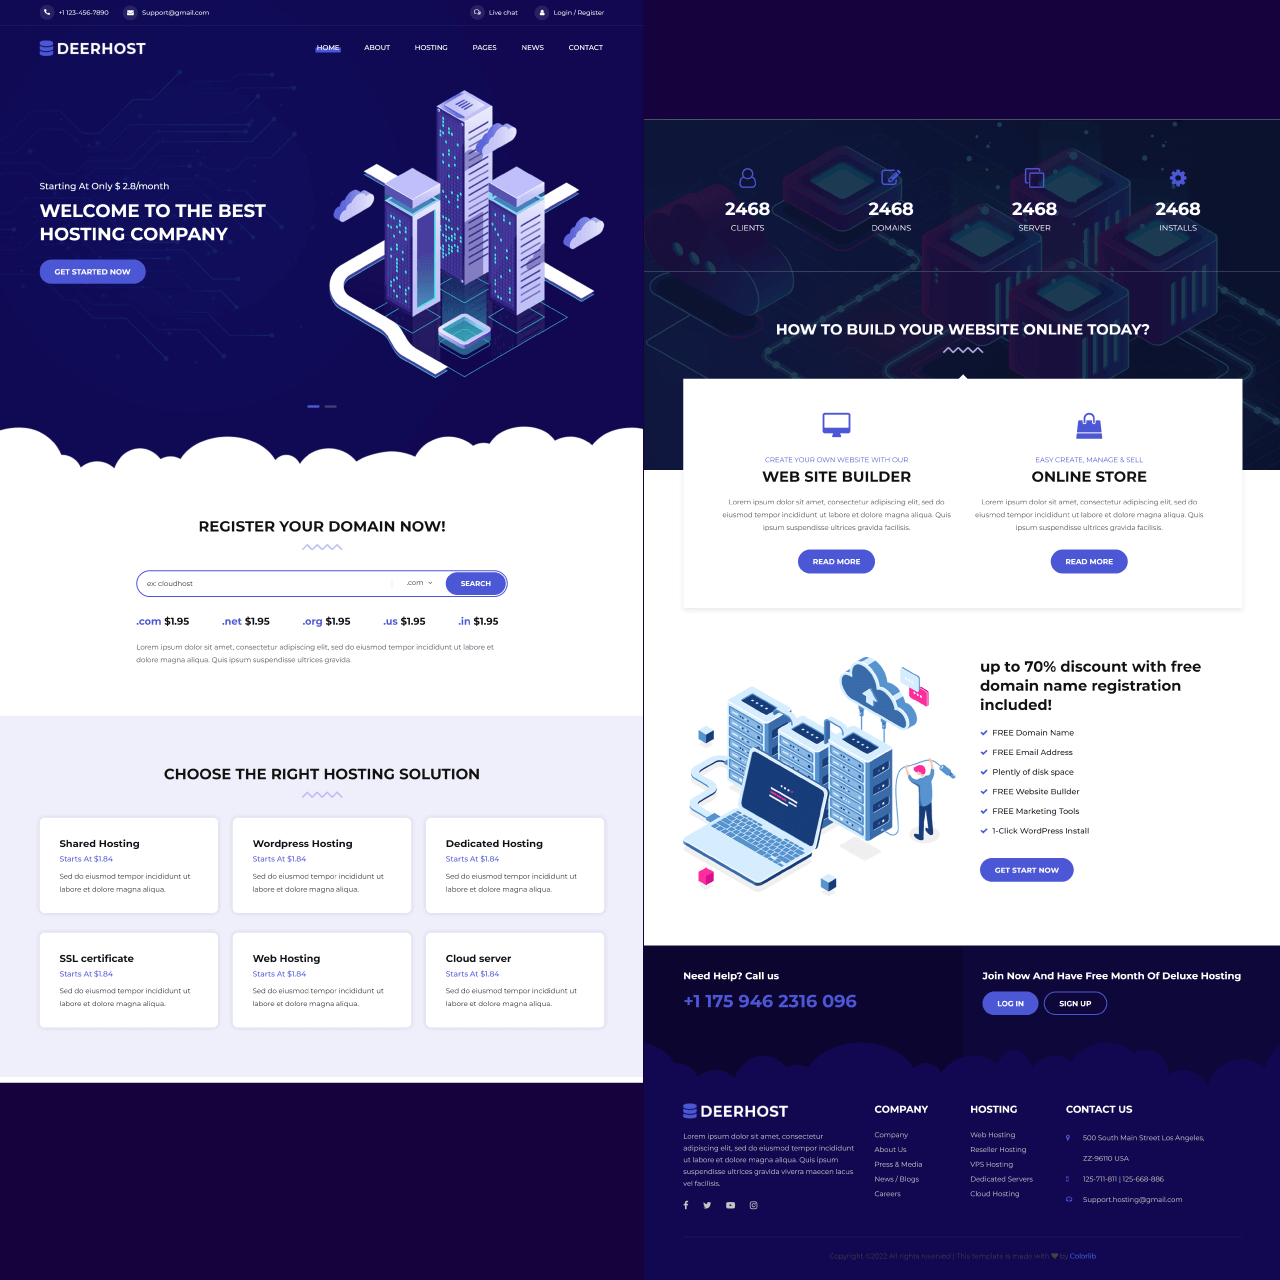 +1 123-456-7890
Support@gmail.com
Live chat
Login / Register
DEERHOST
HOME
ABOUT
HOSTING
PAGES
NEWS
CONTACT
Starting At Only $ 2.8/month
WELCOME TO THE BEST
HOSTING COMPANY
GET STARTED NOW
REGISTER YOUR DOMAIN NOW!
ex: cloudhost
.com
SEARCH
.com $1.95
.net $1.95
.org $1.95
.us $1.95
.in $1.95
Lorem ipsum dolor sit amet, consectetur adipiscing elit, sed do eiusmod tempor incididunt ut labore et
dolore magna aliqua. Quis ipsum suspendisse ultrices gravida.
CHOOSE THE RIGHT HOSTING SOLUTION
Shared Hosting
Starts At $1.84
Sed do eiusmod tempor incididunt ut
labore et dolore magna aliqua.
Wordpress Hosting
Starts At $1.84
Sed do eiusmod tempor incididunt ut
labore et dolore magna aliqua.
Dedicated Hosting
Starts At $1.84
Sed do eiusmod tempor incididunt ut
labore et dolore magna aliqua.
SSL certificate
Starts At $1.84
Sed do eiusmod tempor incididunt ut
labore et dolore magna aliqua.
Web Hosting
Starts At $1.84
Sed do eiusmod tempor incididunt ut
labore et dolore magna aliqua.
Cloud server
Starts At $1.84
Sed do eiusmod tempor incididunt ut
labore et dolore magna aliqua.
2468
CLIENTS
2468
DOMAINS
2468
SERVER
2468
INSTALLS
HOW TO BUILD YOUR WEBSITE ONLINE TODAY?
CREATE YOUR OWN WEBSITE WITH OUR
WEB SITE BUILDER
Lorem ipsum dolor sit amet, consectetur adipiscing elit, sed do
eiusmod tempor incididunt ut labore et dolore magna aliqua. Quis
ipsum suspendisse ultrices gravida facilisis.
READ MORE
EASY CREATE, MANAGE & SELL
ONLINE STORE
Lorem ipsum dolor sit amet, consectetur adipiscing elit, sed do
eiusmod tempor incididunt ut labore et dolore magna aliqua. Quis
ipsum suspendisse ultrices gravida facilisis.
READ MORE
up to 70% discount with free
domain name registration
included!
FREE Domain Name
FREE Email Address
Plently of disk space
FREE Website Bullder
FREE Marketing Tools
1-Click WordPress Install
GET START NOW
Need Help? Call us
+1 175 946 2316 096
Join Now And Have Free Month Of Deluxe Hosting
LOG IN
SIGN UP
DEERHOST
Lorem ipsum dolor sit amet, consectetur
adipiscing elit, sed do eiusmod tempor incididunt
ut labore et dolore magna aliqua. Quis ipsum
suspendisse ultrices gravida viverra maecen lacus
vel facilisis.
COMPANY
Company
About Us
Press & Media
News / Blogs
Careers
HOSTING
Web Hosting
Reseller Hosting
VPS Hosting
Dedicated Servers
Cloud Hosting
CONTACT US
500 South Main Street Los Angeles,
ZZ-96110 USA
125-711-811 | 125-668-886
Support.hosting@gmail.com
Copyright ©2022 All rights reserved | This template is made with ❤ by Colorlib